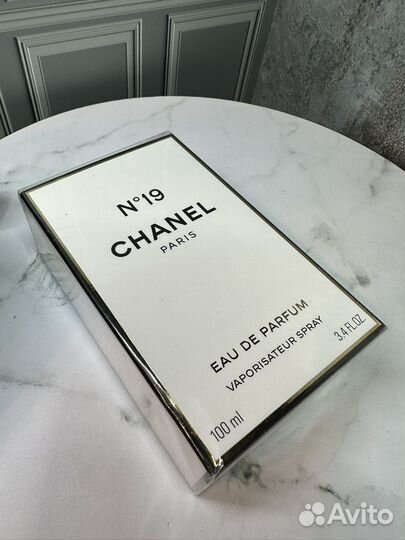 N°19
CHANEL
PARIS
EAU DE PARFUM
VAPORISATEUR SPRAY
100 ml
3.4 FL.OZ
Avito